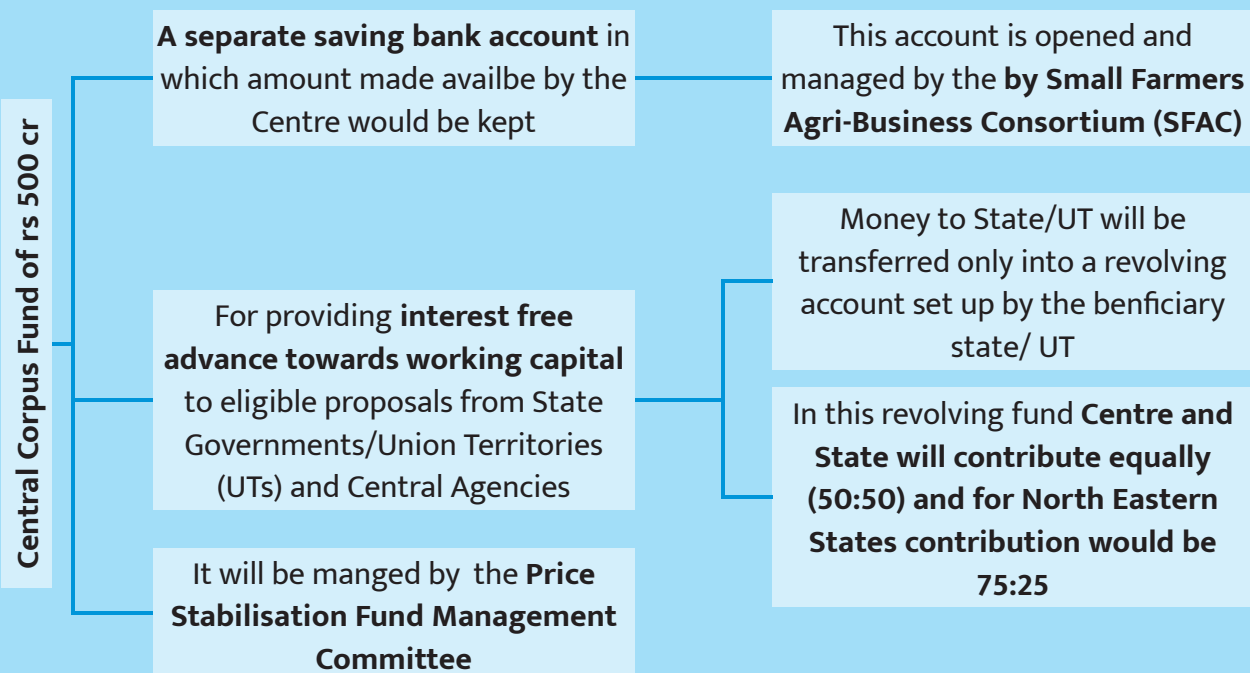 Central Corpus Fund of rs 500 cr
A separate saving bank account in
which amount made availbe by the
Centre would be kept
This account is opened and
managed by the by Small Farmers
Agri-Business Consortium (SFAC)
For providing interest free
advance towards working capital
to eligible proposals from State
Governments/Union Territories
(UTs) and Central Agencies
Money to State/UT will be
transferred only into a revolving
account set up by the benficiary
state/ UT
In this revolving fund Centre and
State will contribute equally
(50:50) and for North Eastern
States contribution would be
75:25
It will be manged by the Price
Stabilisation Fund Management
Committee